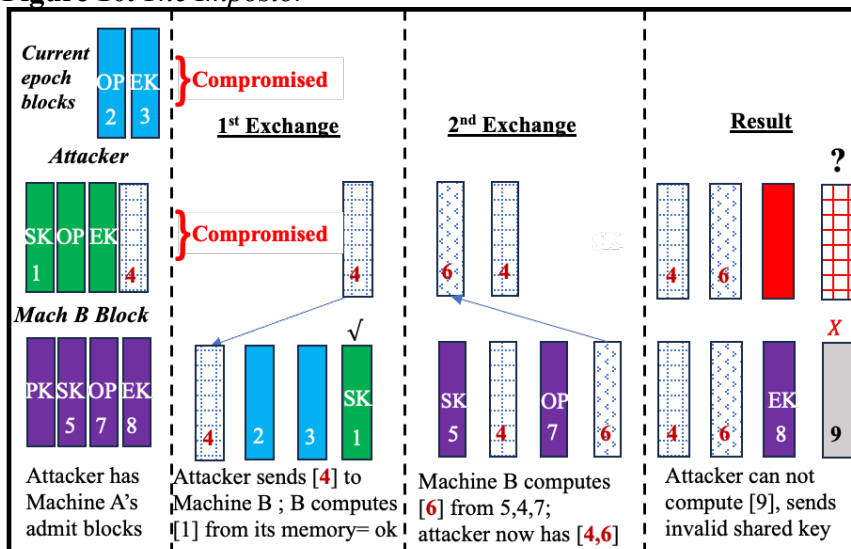 Figure 10. The Impostor
Current
epoch
blocks
OP
2
EK
3
Compromised
1st Exchange
2nd Exchange
Result
Attacker
?
SK
1
OP
EK
4
Compromised
4
6
4
4
6
Mach B Block
√
X
PK
SK
5
OP
7
EK
8
4
2
3
SK
1
SK
5
4
OP
7
6
4
6
EK
8
9
Attacker has
Machine A's
admit blocks
Attacker sends [4] to
Machine B ; B computes
[1] from its memory= ok
Machine B computes
[6] from 5,4,7;
attacker now has [4,6]
Attacker can not
compute [9], sends
invalid shared key